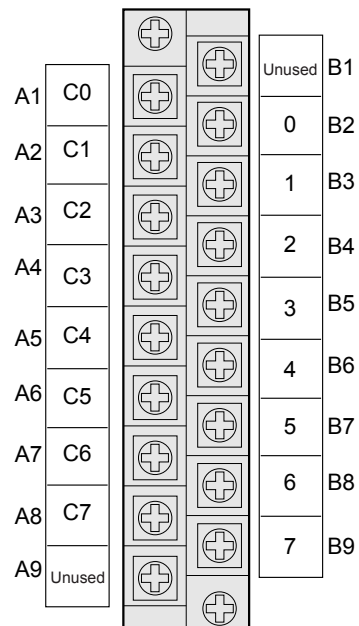 A1 C0
A2 C1
A3 C2
A4 C3
A5 C4
A6 C5
A7 C6
A8 C7
A9 Unused
Unused B1
0 B2
1 B3
2 B4
3 B5
4 B6
5 B7
6 B8
7 B9